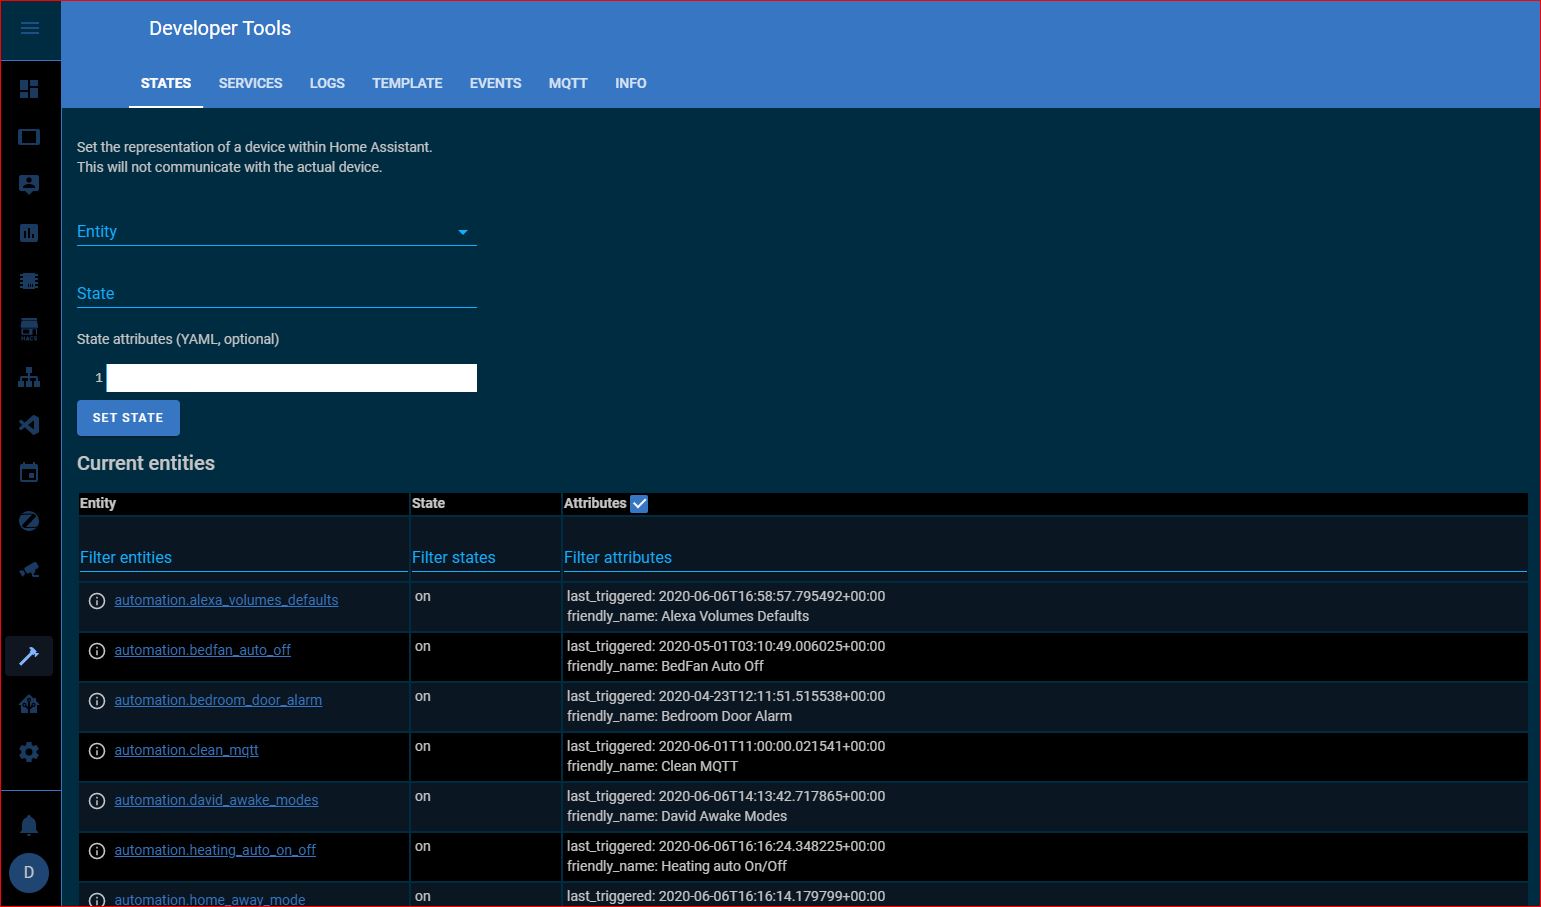 Developer Tools
STATES SERVICES LOGS TEMPLATE EVENTS MQTT INFO
Set the representation of a device within Home Assistant.
This will not communicate with the actual device.
Entity
State
State attributes (YAML, optional)
1
SET STATE
Current entities
Entity State Attributes
Filter entities Filter states Filter attributes
automation.alexa_volumes_defaults on last_triggered: 2020-06-06T16:58:57.795492+00:00
friendly_name: Alexa Volumes Defaults
automation.bedfan_auto_off on last_triggered: 2020-05-01T03:10:49.006025+00:00
friendly_name: BedFan Auto Off
automation.bedroom_door_alarm on last_triggered: 2020-04-23T12:11:51.515538+00:00
friendly_name: Bedroom Door Alarm
automation.clean_mqtt on last_triggered: 2020-06-01T11:00:00.021541+00:00
friendly_name: Clean MQTT
automation.david_awake_modes on last_triggered: 2020-06-06T14:13:42.717865+00:00
friendly_name: David Awake Modes
automation.heating_auto_on_off on last_triggered: 2020-06-06T16:16:24.348225+00:00
friendly_name: Heating auto On/Off
automation.home_away_mode on last_triggered: 2020-06-06T16:16:14.179799+00:00
HACS
D